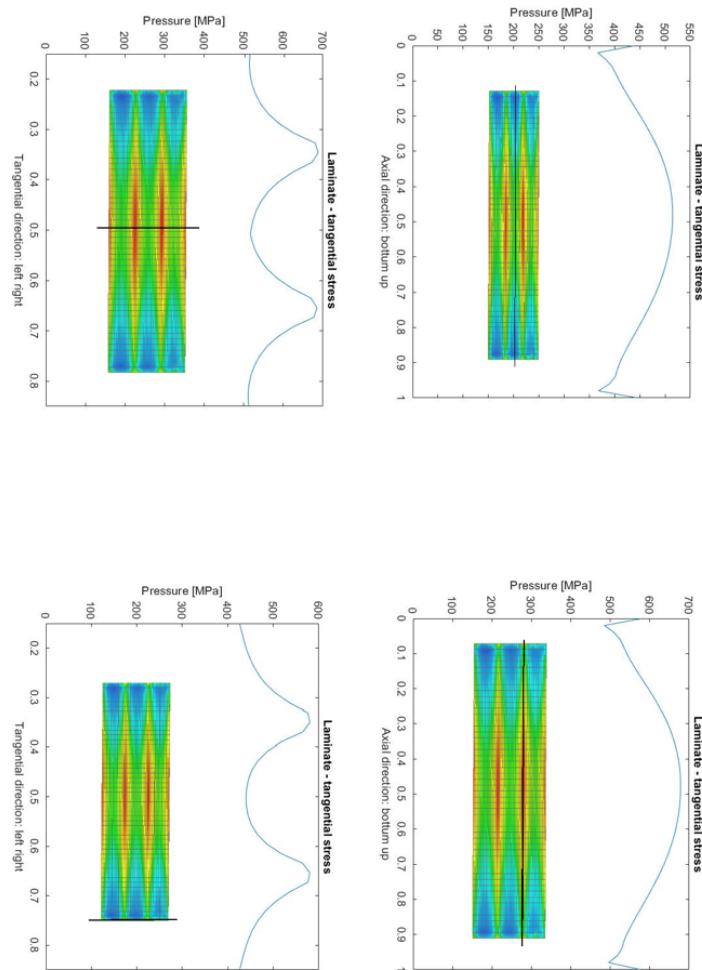 Laminate - tangential stress
Pressure [MPa]
550
500
450
400
350
300
250
200
150
100
50
0
0 0.1 0.2 0.3 0.4 0.5 0.6 0.7 0.8 0.9 1
Axial direction: bottum up
Laminate - tangential stress
Pressure [MPa]
700
600
500
400
300
200
100
0
0 0.1 0.2 0.3 0.4 0.5 0.6 0.7 0.8 0.9
Axial direction: bottum up
Laminate - tangential stress
Pressure [MPa]
700
600
500
400
300
200
100
0
0.2 0.3 0.4 0.5 0.6 0.7 0.8
Tangential direction: left right
Laminate - tangential stress
Pressure [MPa]
600
500
400
300
200
100
0
0.2 0.3 0.4 0.5 0.6 0.7 0.8
Tangential direction: left right